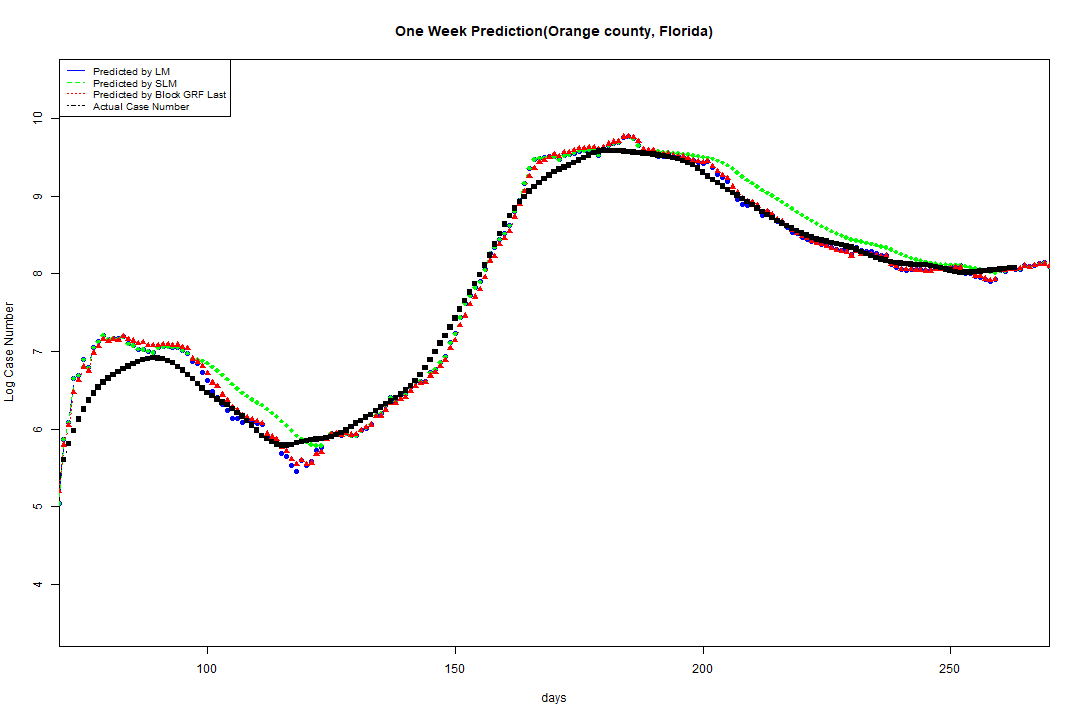 One Week Prediction(Orange county, Florida)
Predicted by LM
Predicted by SLM
Predicted by Block GRF Last
Actual Case Number
Log Case Number
10
9
8
7
6
5
4
100 150 200 250
days